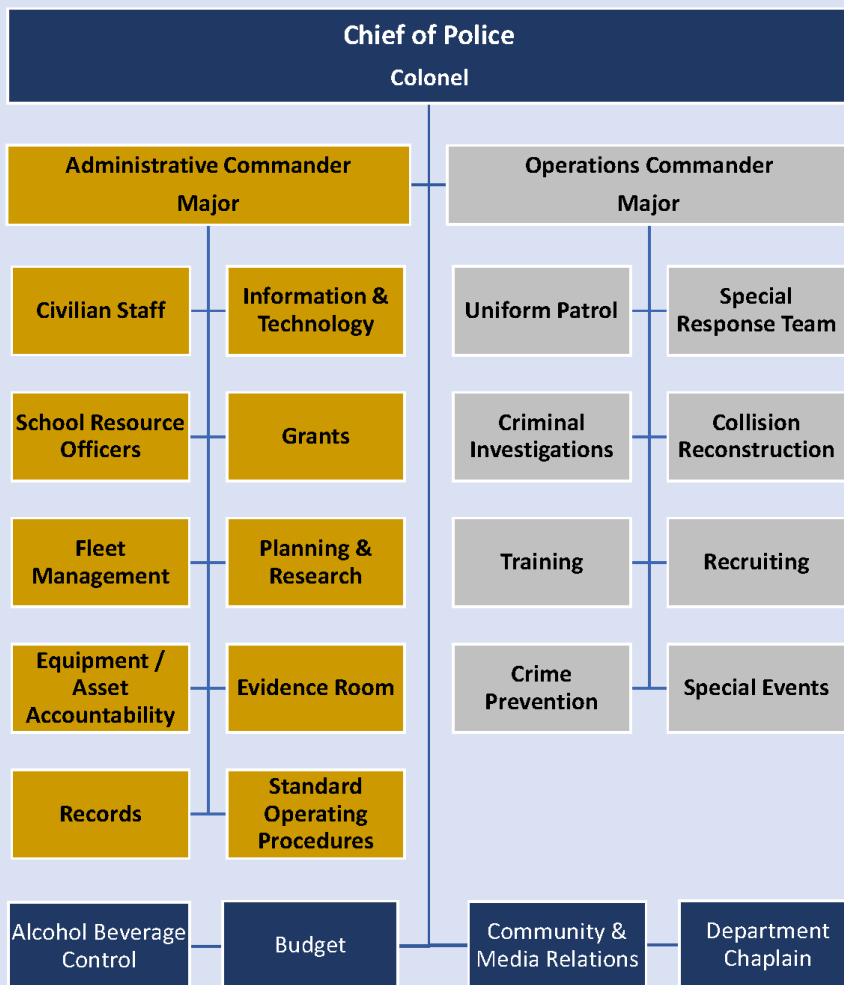 Chief of Police
Colonel
Administrative Commander
Major
Operations Commander
Major
Civilian Staff
Information &
Technology
Uniform Patrol
Special
Response Team
School Resource
Officers
Grants
Criminal
Investigations
Collision
Reconstruction
Fleet
Management
Planning &
Research
Training
Recruiting
Equipment /
Asset
Accountability
Evidence Room
Crime
Prevention
Special Events
Records
Standard
Operating
Procedures
Alcohol Beverage
Control
Budget
Community &
Media Relations
Department
Chaplain